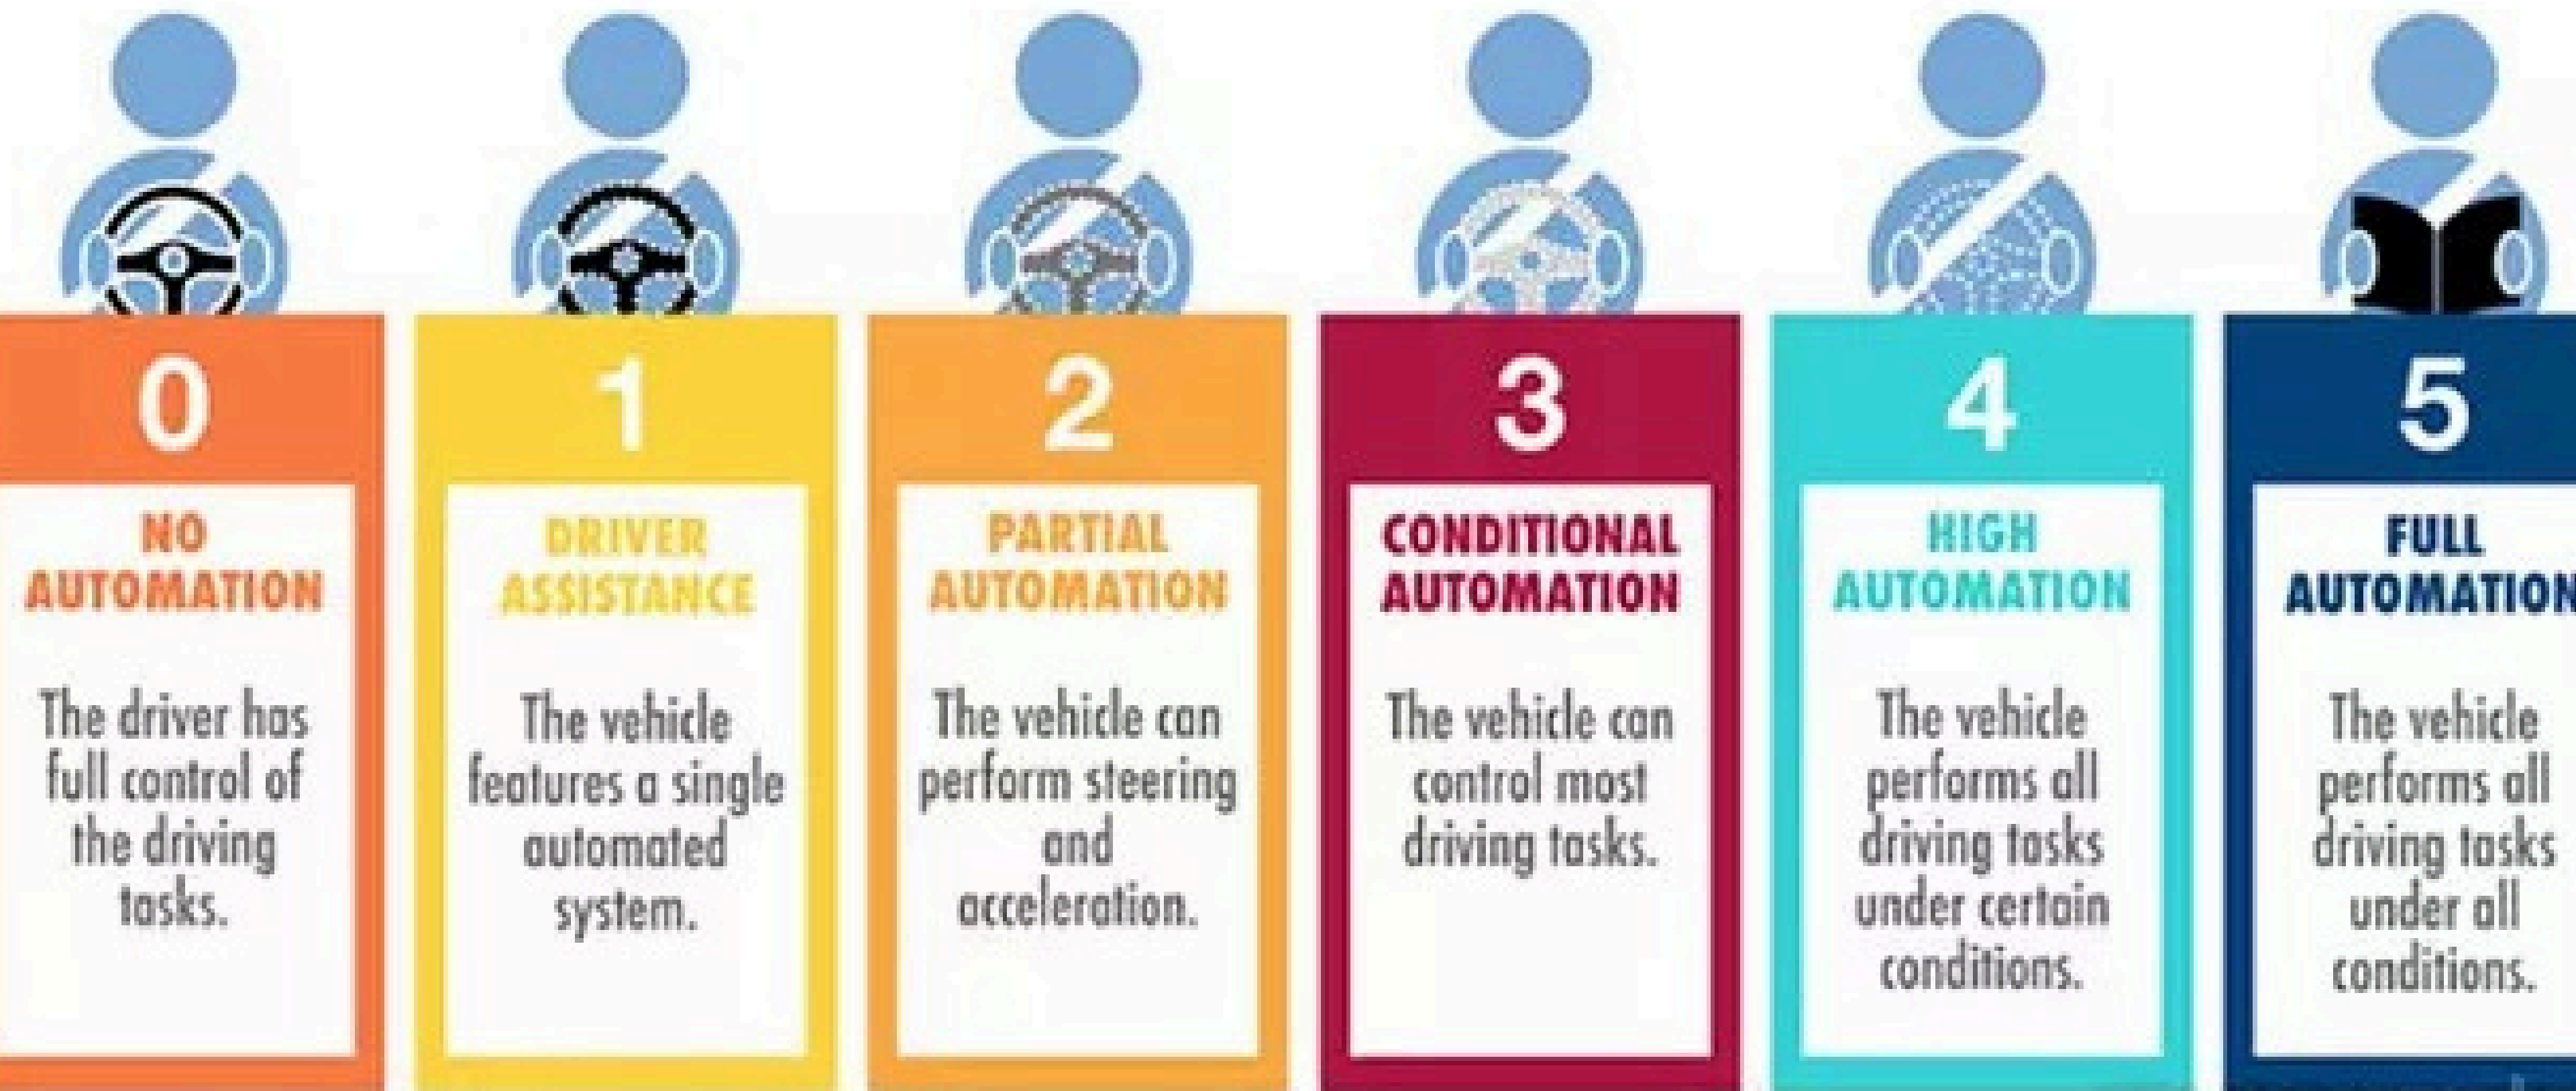 0
NO
AUTOMATION
The driver has
full control of
the driving
tasks.
1
DRIVER
ASSISTANCE
The vehicle
features a single
automated
system.
2
PARTIAL
AUTOMATION
The vehicle can
perform steering
and
acceleration.
3
CONDITIONAL
AUTOMATION
The vehicle can
control most
driving tasks.
4
HIGH
AUTOMATION
The vehicle
performs all
driving tasks
under certain
conditions.
5
FULL
AUTOMATION
The vehicle
performs all
driving tasks
under all
conditions.